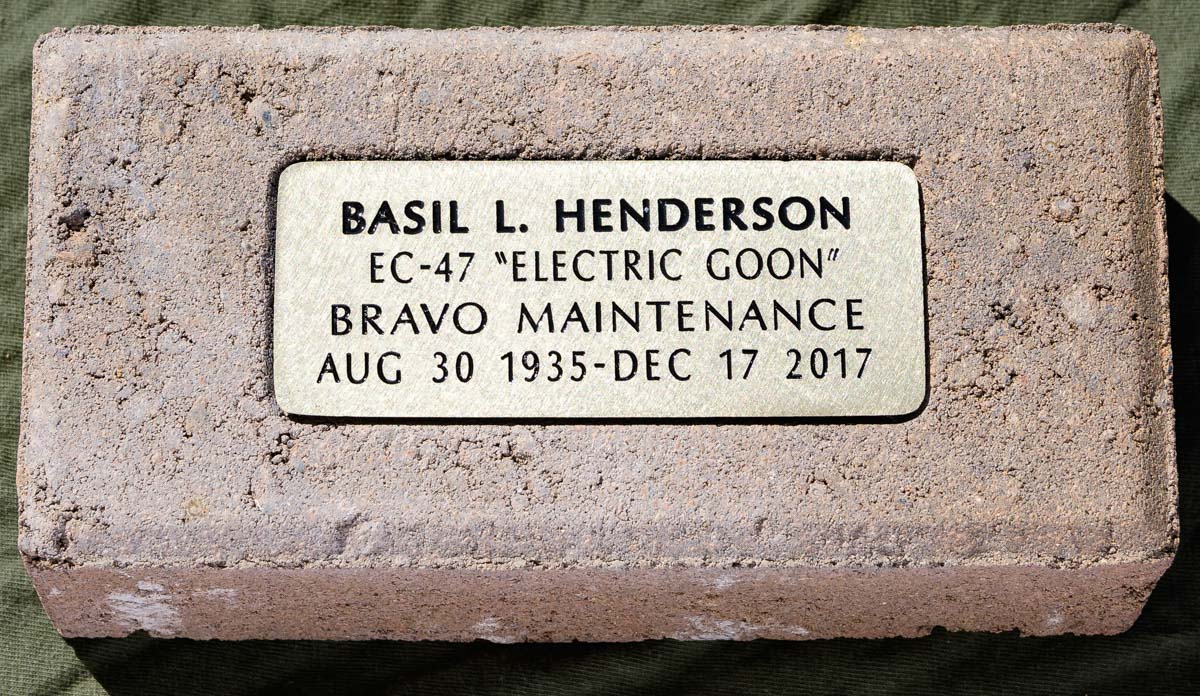 BASIL L. HENDERSON
EC-47 "ELECTRIC GOON"
BRAVO MAINTENANCE
AUG 30 1935-DEC 17 2017